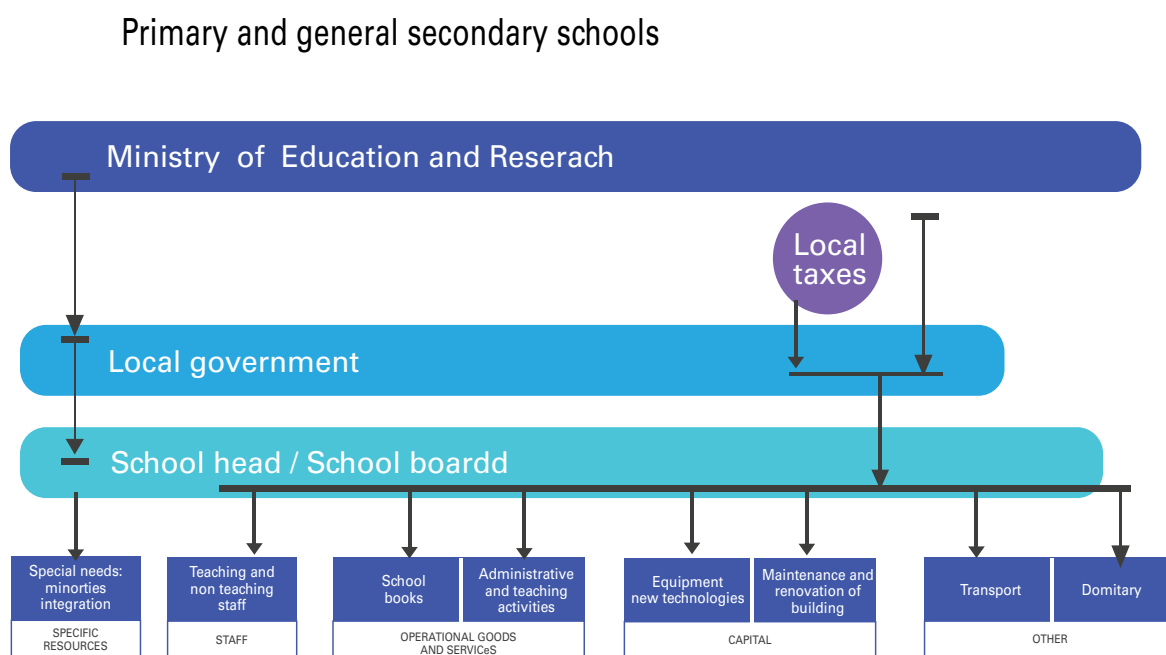 Primary and general secondary schools
Ministry of Education and Reserach
Local
taxes
Local government
School head / School boardd
Special needs:
minorties
integration
Teaching and
non teaching
staff
School
books
Administrative
and teaching
activities
Equipment
new technologies
Maintenance and
renovation of
building
Transport
Domitary
SPECIFIC
RESOURCES
STAFF
OPERATIONAL GOODS
AND SERVICeS
CAPITAL
OTHER